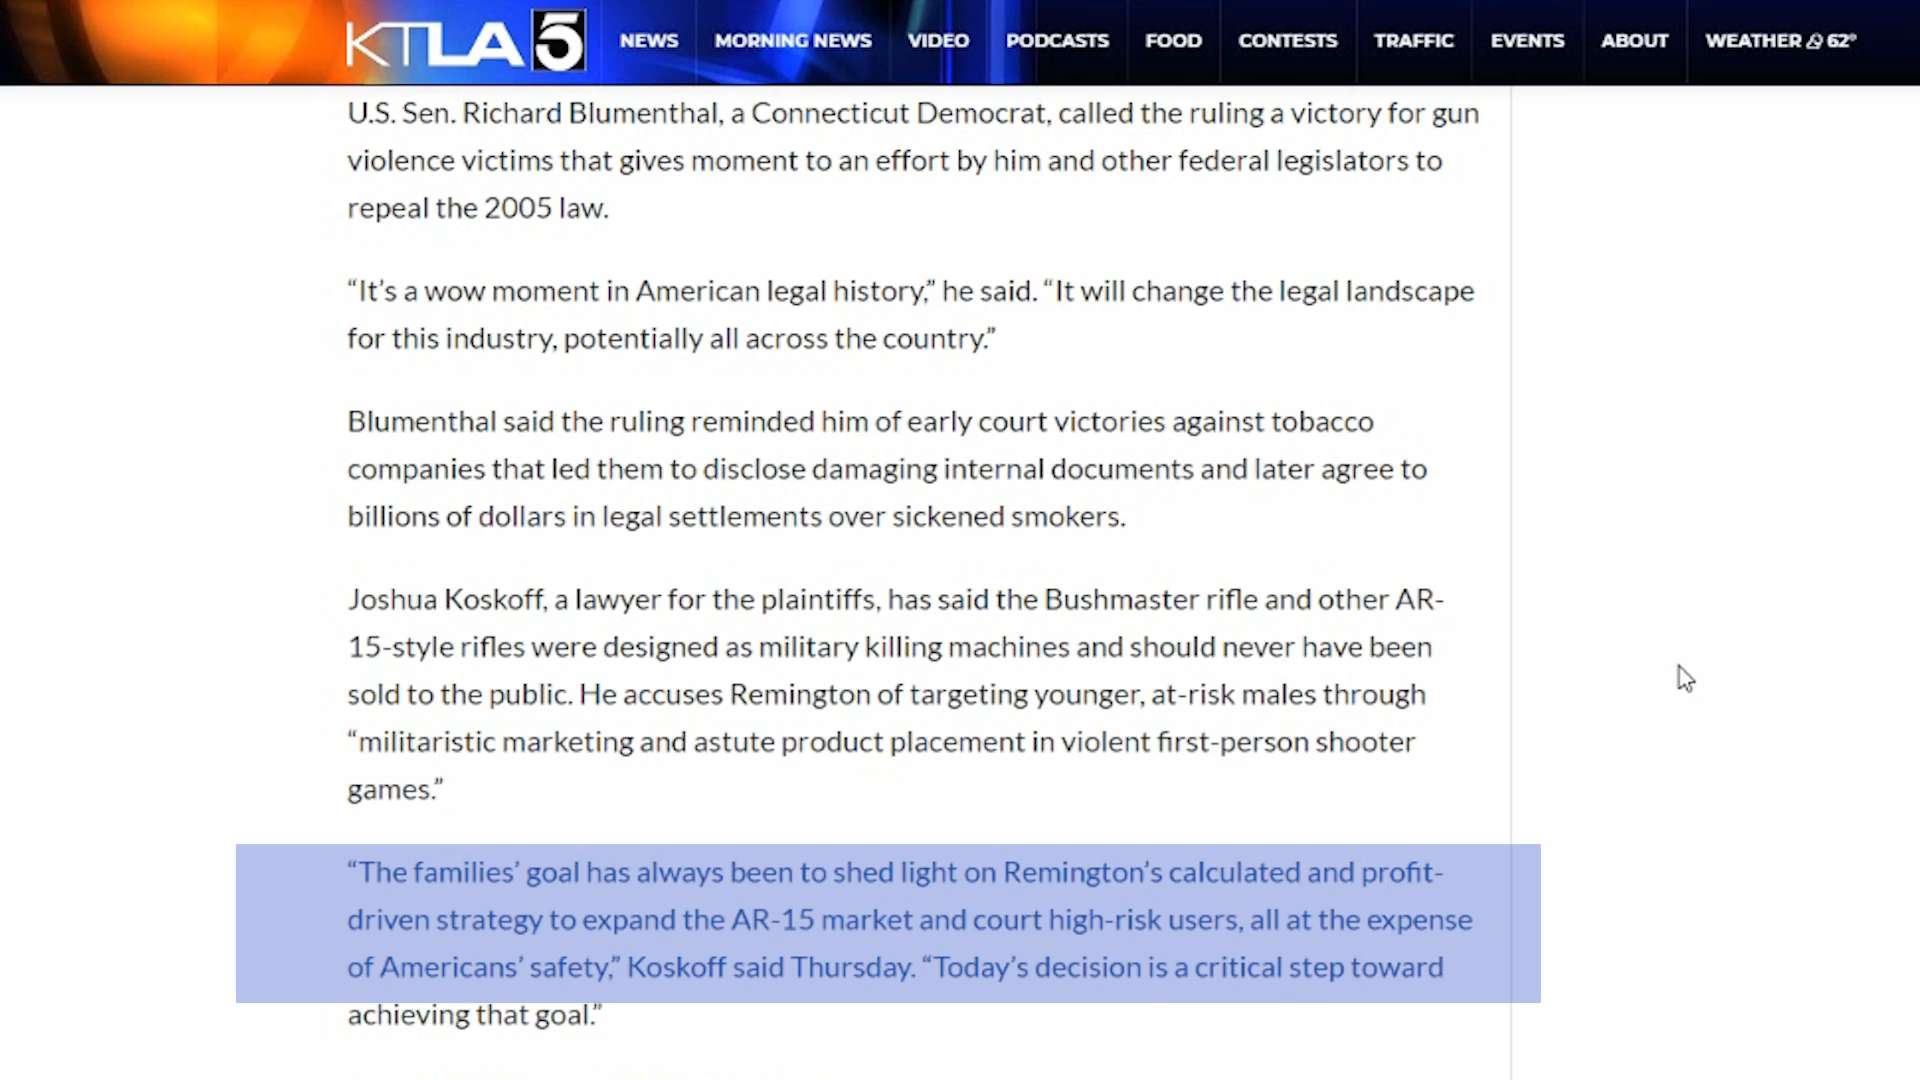 KTLA 5 NEWS MORNING NEWS VIDEO PODCASTS FOOD CONTESTS TRAFFIC EVENTS ABOUT WEATHER 62°
U.S. Sen. Richard Blumenthal, a Connecticut Democrat, called the ruling a victory for gun
violence victims that gives moment to an effort by him and other federal legislators to
repeal the 2005 law.
“It’s a wow moment in American legal history,” he said. “It will change the legal landscape
for this industry, potentially all across the country.”
Blumenthal said the ruling reminded him of early court victories against tobacco
companies that led them to disclose damaging internal documents and later agree to
billions of dollars in legal settlements over sickened smokers.
Joshua Koskoff, a lawyer for the plaintiffs, has said the Bushmaster rifle and other AR-
15-style rifles were designed as military killing machines and should never have been
sold to the public. He accuses Remington of targeting younger, at-risk males through
“militaristic marketing and astute product placement in violent first-person shooter
games.”
“The families’ goal has always been to shed light on Remington’s calculated and profit-
driven strategy to expand the AR-15 market and court high-risk users, all at the expense
of Americans’ safety,” Koskoff said Thursday. “Today’s decision is a critical step toward
achieving that goal.”